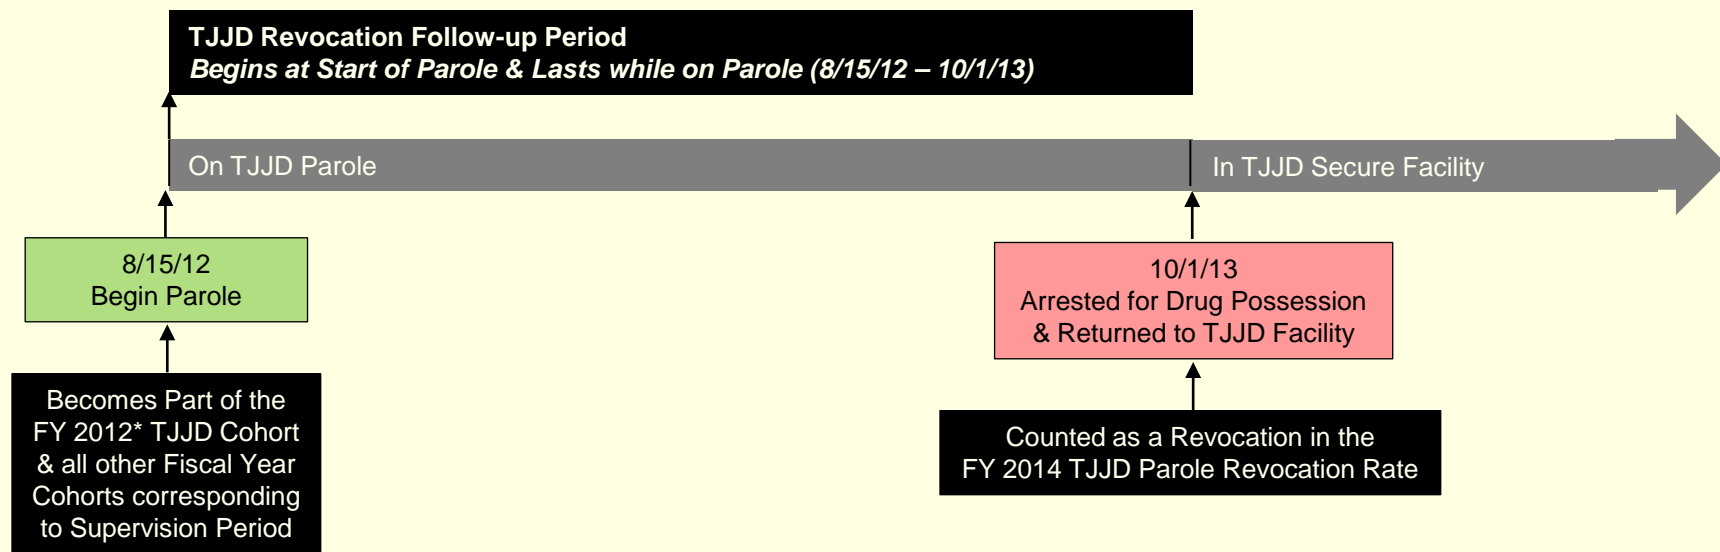 TJJD Revocation Follow-up Period
Begins at Start of Parole & Lasts while on Parole (8/15/12 – 10/1/13)
On TJJD Parole
In TJJD Secure Facility
8/15/12
Begin Parole
10/1/13
Arrested for Drug Possession
& Returned to TJJD Facility
Becomes Part of the
FY 2012* TJJD Cohort
& all other Fiscal Year
Cohorts corresponding
to Supervision Period
Counted as a Revocation in the
FY 2014 TJJD Parole Revocation Rate